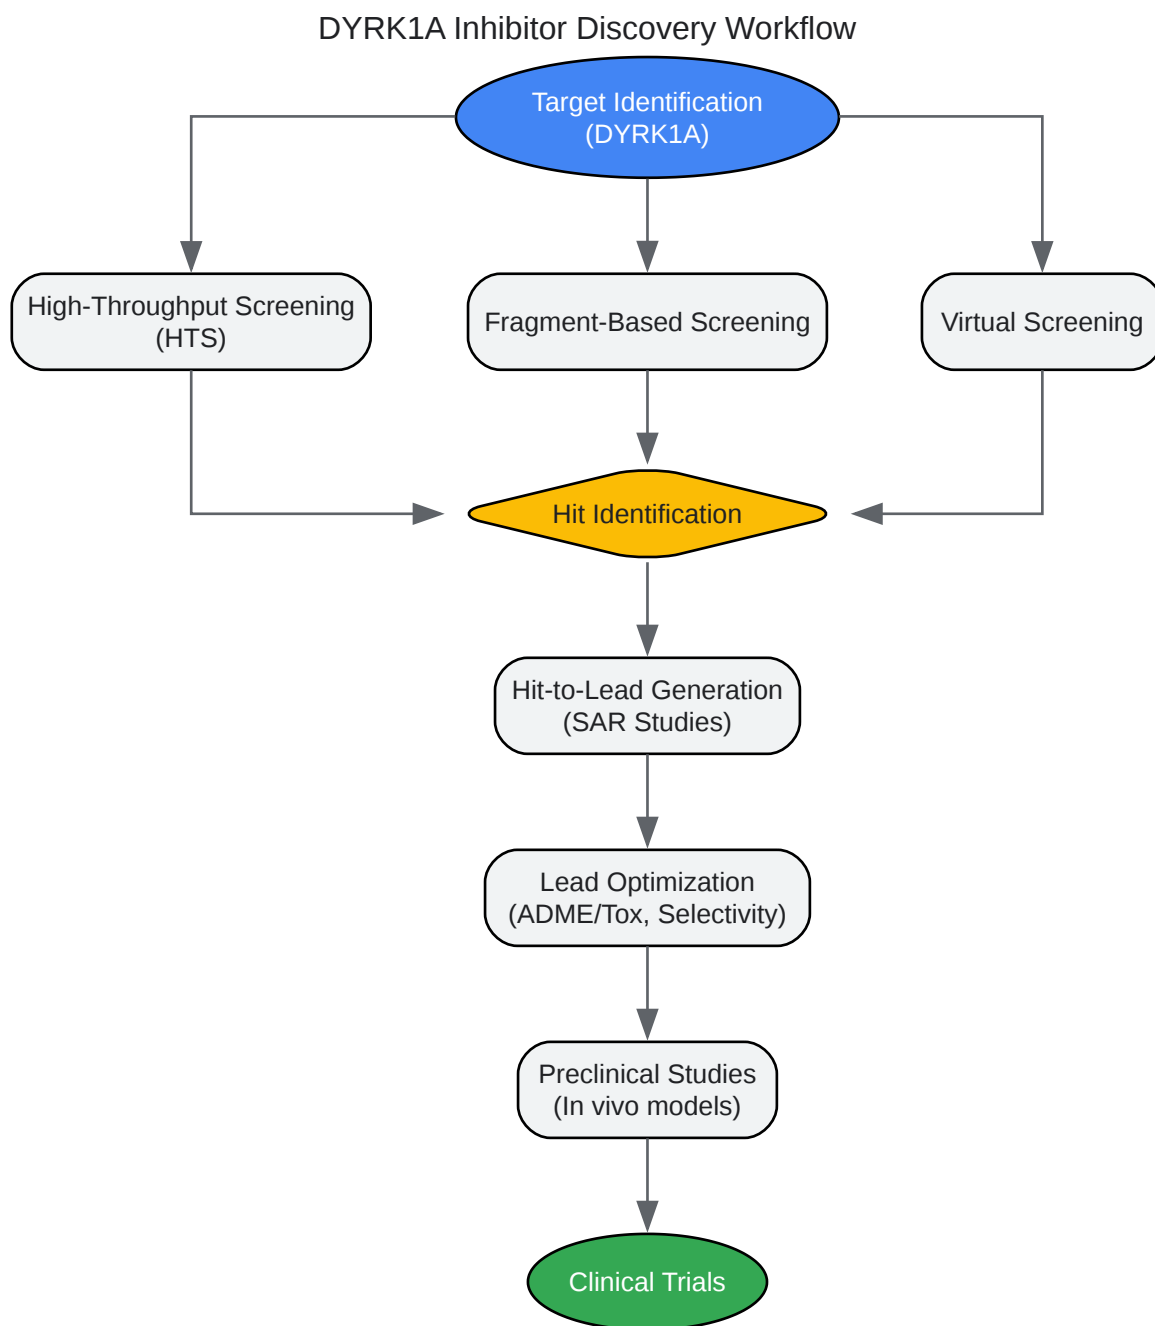 DYRK1A Inhibitor Discovery Workflow
Target Identification
(DYRK1A)
High-Throughput Screening
(HTS)
Fragment-Based Screening
Virtual Screening
Hit Identification
Hit-to-Lead Generation
(SAR Studies)
Lead Optimization
(ADME/Tox, Selectivity)
Preclinical Studies
(In vivo models)
Clinical Trials